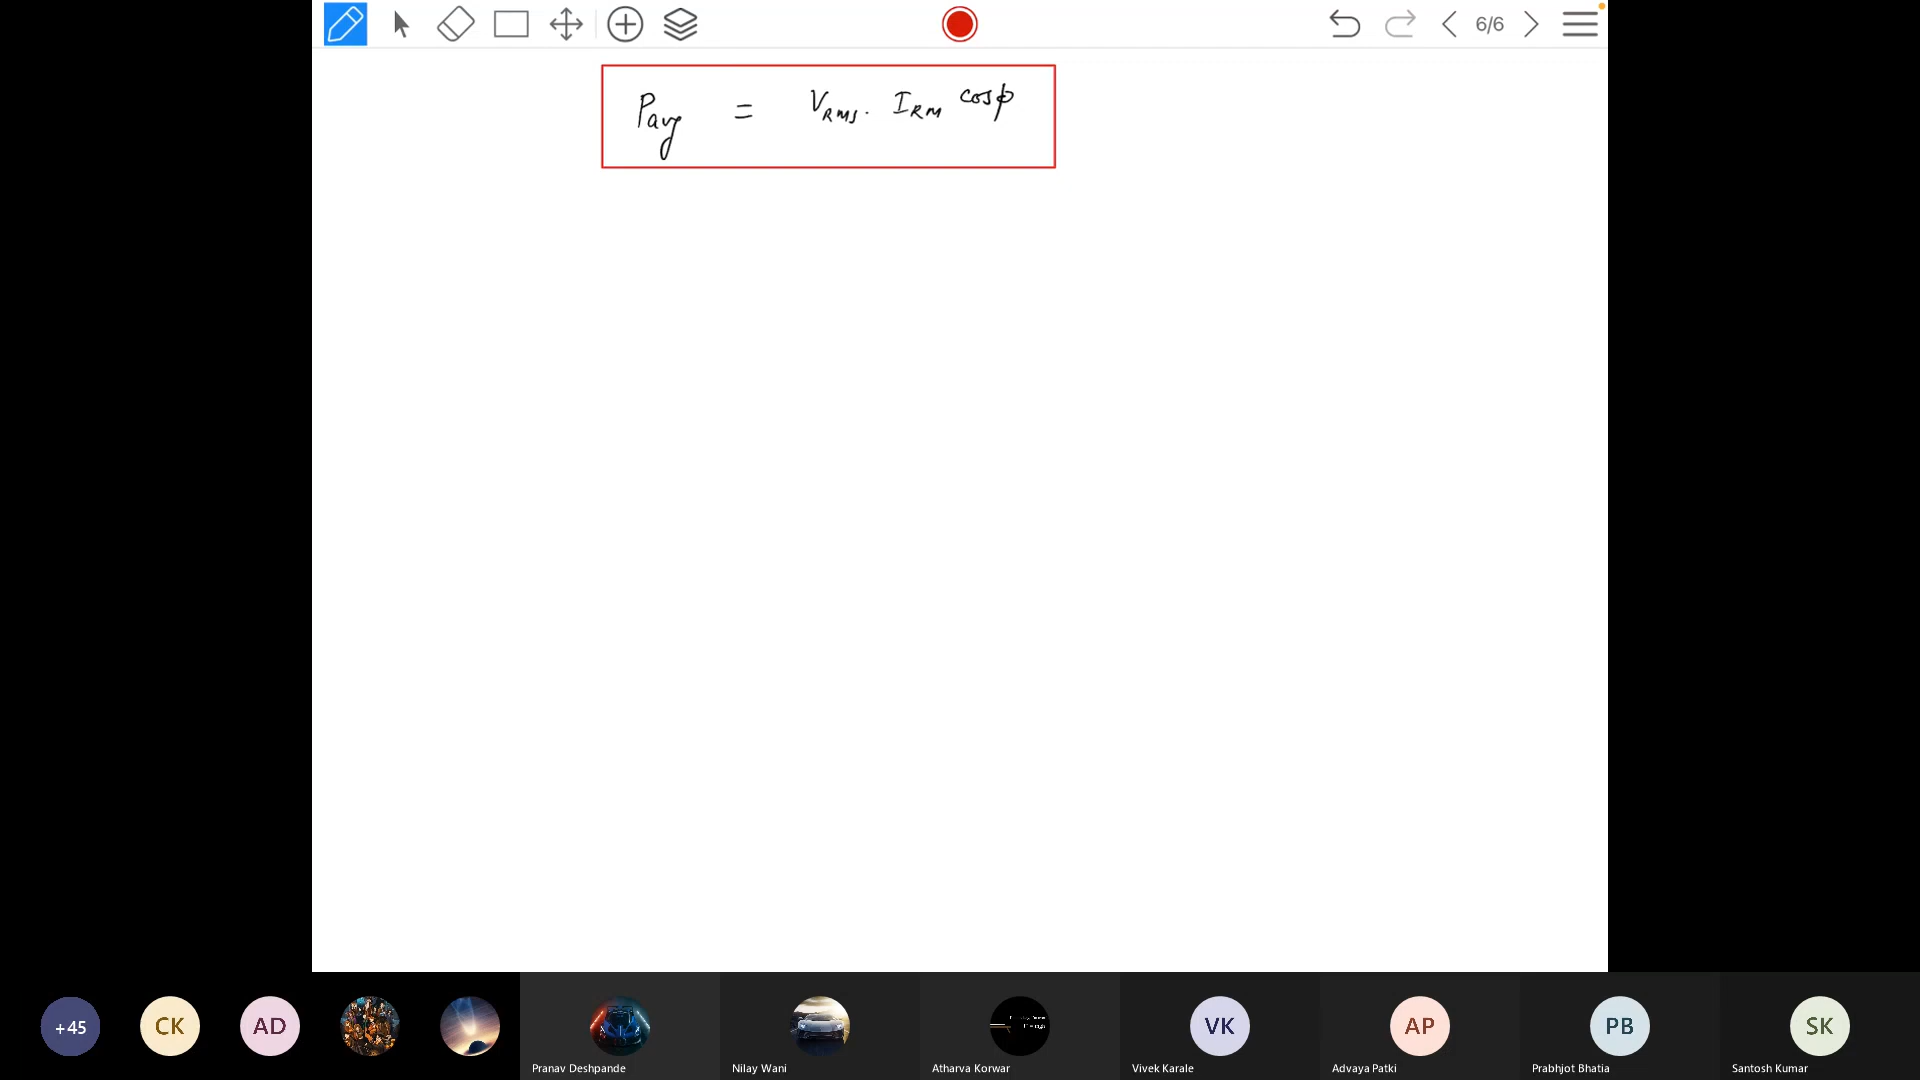 6/6
Pavg = VRMS. IRM cosϕ
+45
CK
AD
VK
AP
PB
SK
Pranav Deshpande
Nilay Wani
Atharva Korwar
Vivek Karale
Advaya Patki
Prabhjot Bhatia
Santosh Kumar